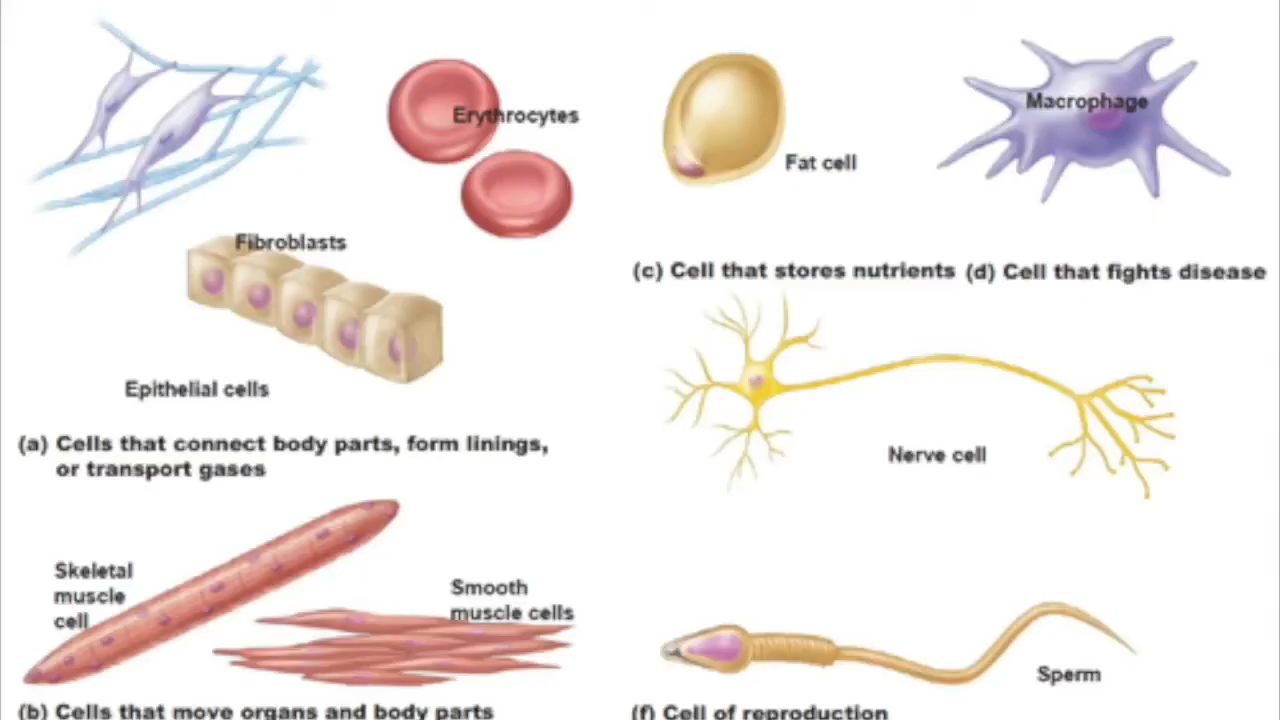 Erythrocytes
Fibroblasts
Epithelial cells
(a) Cells that connect body parts, form linings,
or transport gases
Skeletal
muscle
cell
Smooth
muscle cells
(b) Cells that move organs and body parts
Fat cell
Macrophage
(c) Cell that stores nutrients
(d) Cell that fights disease
Nerve cell
Sperm
(f) Cell of reproduction